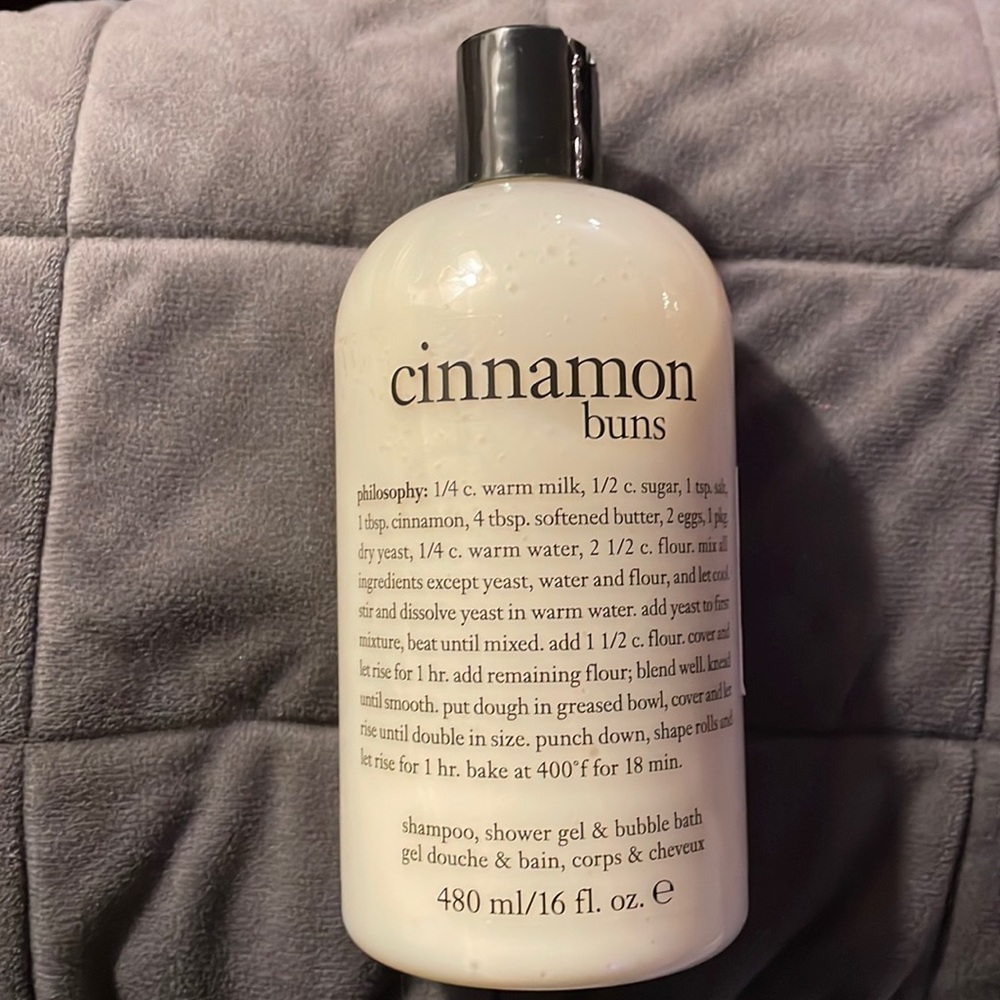 cinnamon
buns
philosophy: 1/4 c. warm milk, 1/2 c. sugar, 1 tsp. salt,
1 tbsp. cinnamon, 4 tbsp. softened butter, 2 eggs, 1 pkg.
dry yeast, 1/4 c. warm water, 2 1/2 c. flour. mix all
ingredients except yeast, water and flour, and let cool.
stir and dissolve yeast in warm water. add yeast to first
mixture, beat until mixed. add 1 1/2 c. flour. cover and
let rise for 1 hr. add remaining flour; blend well. knead
until smooth. put dough in greased bowl, cover and let
rise until double in size. punch down, shape rolls and
let rise for 1 hr. bake at 400°f for 18 min.
shampoo, shower gel & bubble bath
gel douche & bain, corps & cheveux
480 ml/16 fl. oz. ℮